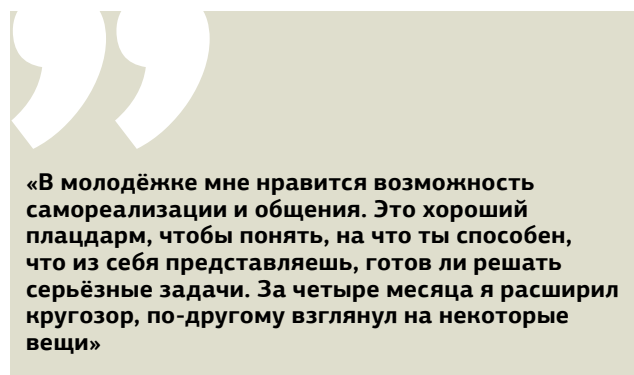 «В молодёжке мне нравится возможность
самореализации и общения. Это хороший
плацдарм, чтобы понять, на что ты способен,
что из себя представляешь, готов ли решать
серьёзные задачи. За четыре месяца я расширил
кругозор, по-другому взглянул на некоторые
вещи»